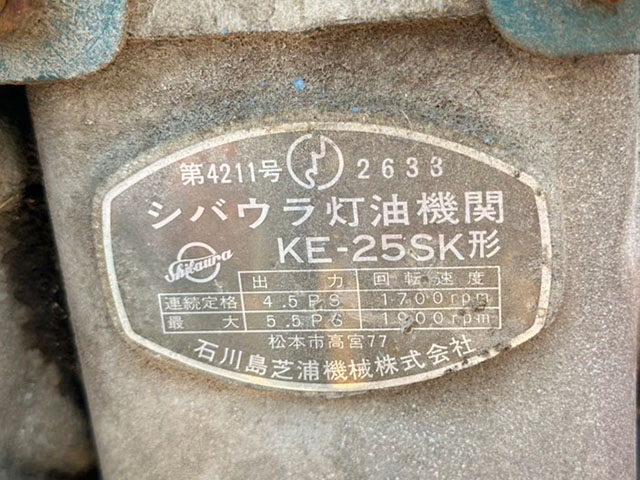 第4211号 2633
シバウラ灯油機関
Shibaura KE-25SK形
出力 回転速度
連続定格 4.5PS 1700rpm
最大 5.5PS 1900rpm
松本市高宮77
石川島芝浦機械株式会社